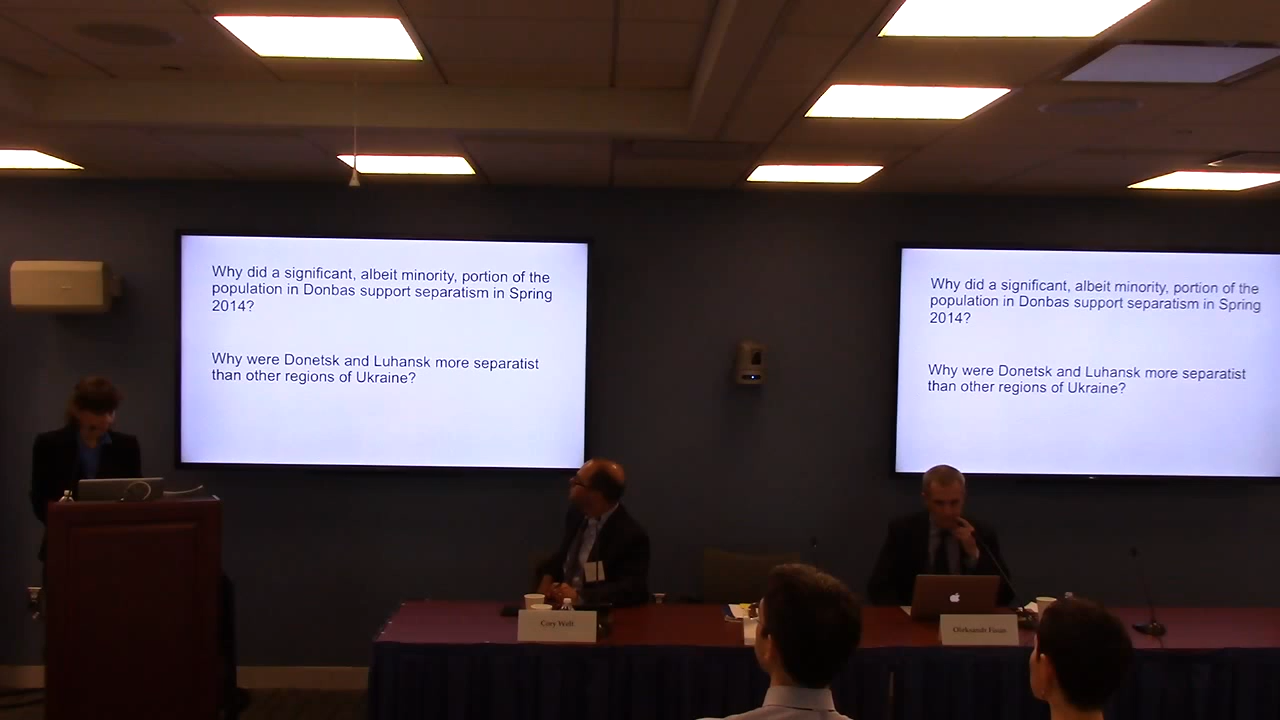 Why did a significant, albeit minority, portion of the
population in Donbas support separatism in Spring
2014?
Why were Donetsk and Luhansk more separatist
than other regions of Ukraine?
Why did a significant, albeit minority, portion of the
population in Donbas support separatism in Spring
2014?
Why were Donetsk and Luhansk more separatist
than other regions of Ukraine?
Cory Welt
Oleksandr